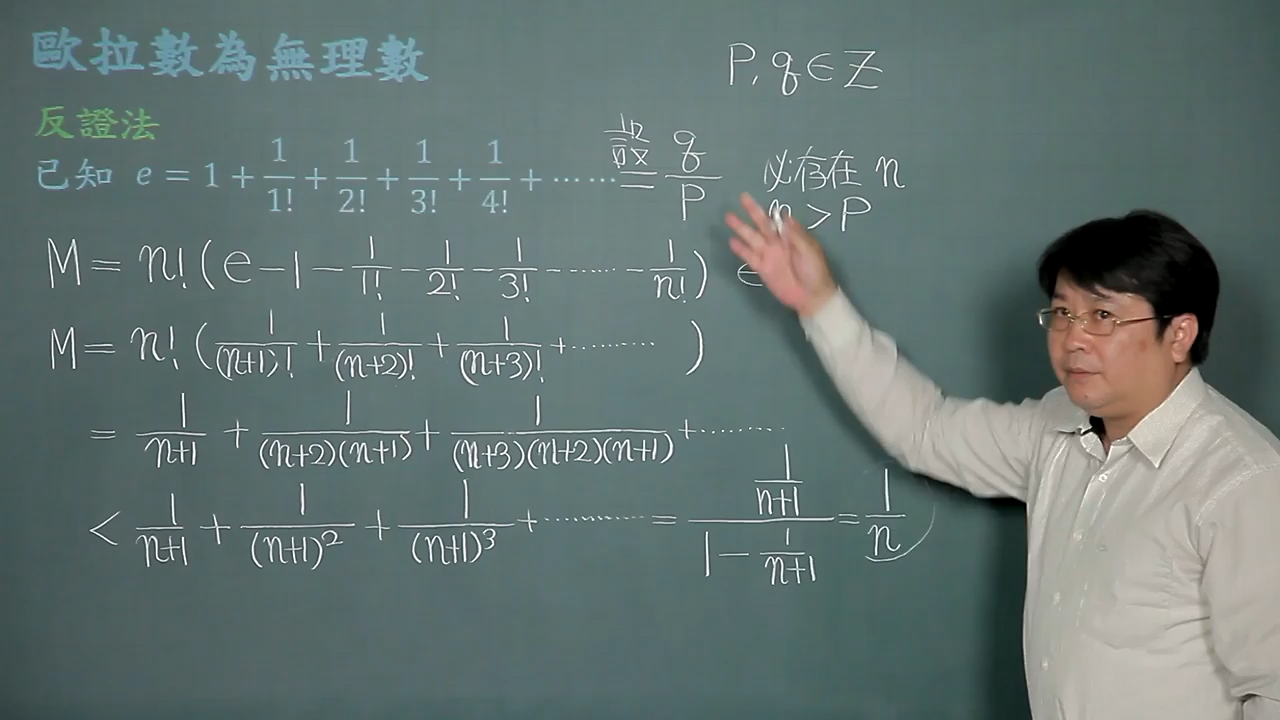 歐拉數為無理數
P, q ∈ Z
反證法
已知 e = 1 + 1/1! + 1/2! + 1/3! + 1/4! + ⋯⋯ 設= q/P
必存在 n
n > P
M = n! ( e - 1 - 1/1! - 1/2! - 1/3! - ⋯⋯ - 1/n! ) e
M = n! ( 1/(n+1)! + 1/(n+2)! + 1/(n+3)! + ⋯⋯ )
= 1/(n+1) + 1/((n+2)(n+1)) + 1/((n+3)(n+2)(n+1)) + ⋯⋯
< 1/(n+1) + 1/(n+1)^2 + 1/(n+1)^3 + ⋯⋯ = (1/(n+1))/(1 - 1/(n+1)) = 1/n